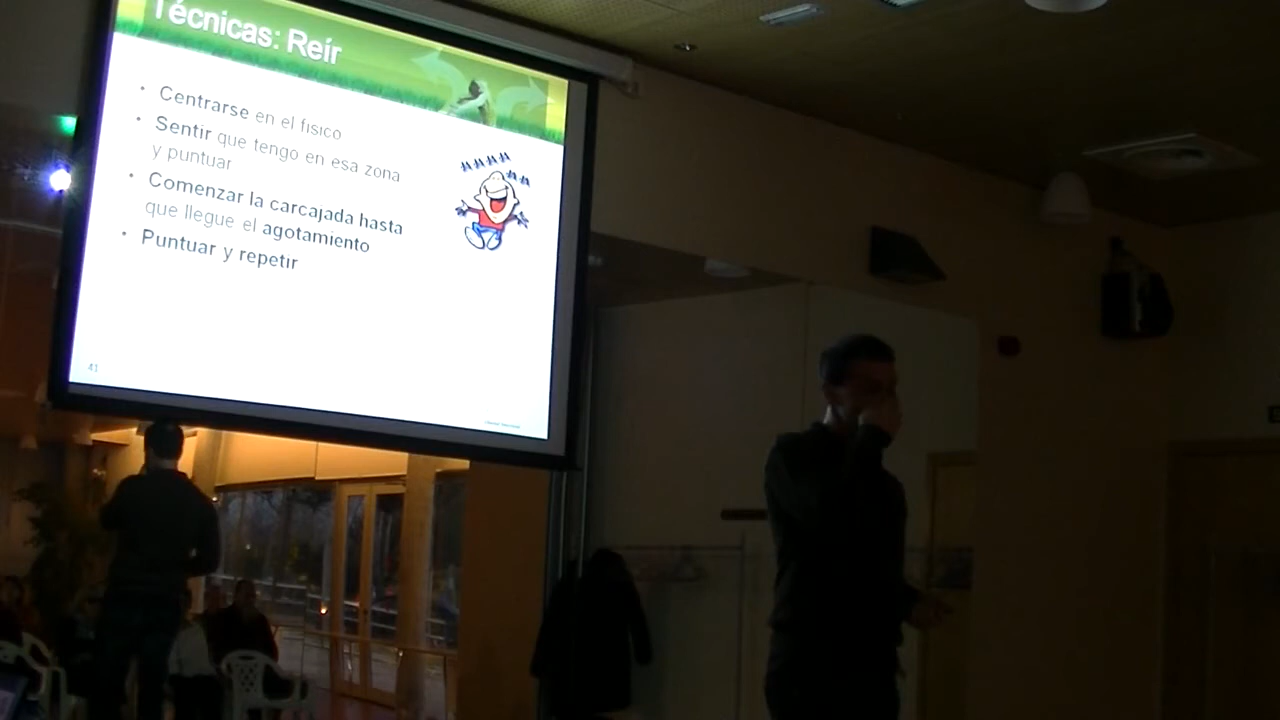 Técnicas: Reír
• Centrarse en el fisico
• Sentir que tengo en esa zona
y puntuar
• Comenzar la carcajada hasta
que llegue el agotamiento
• Puntuar y repetir
41